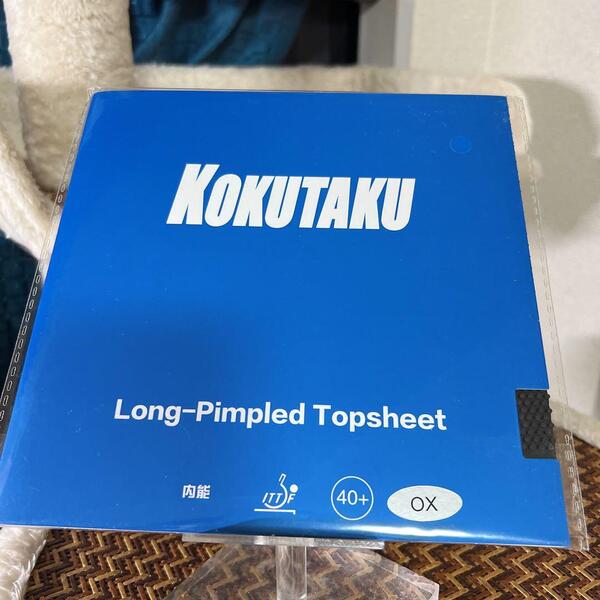 KOKUTAKU
Long-Pimpled Topsheet
内能 ITTF 40+ OX